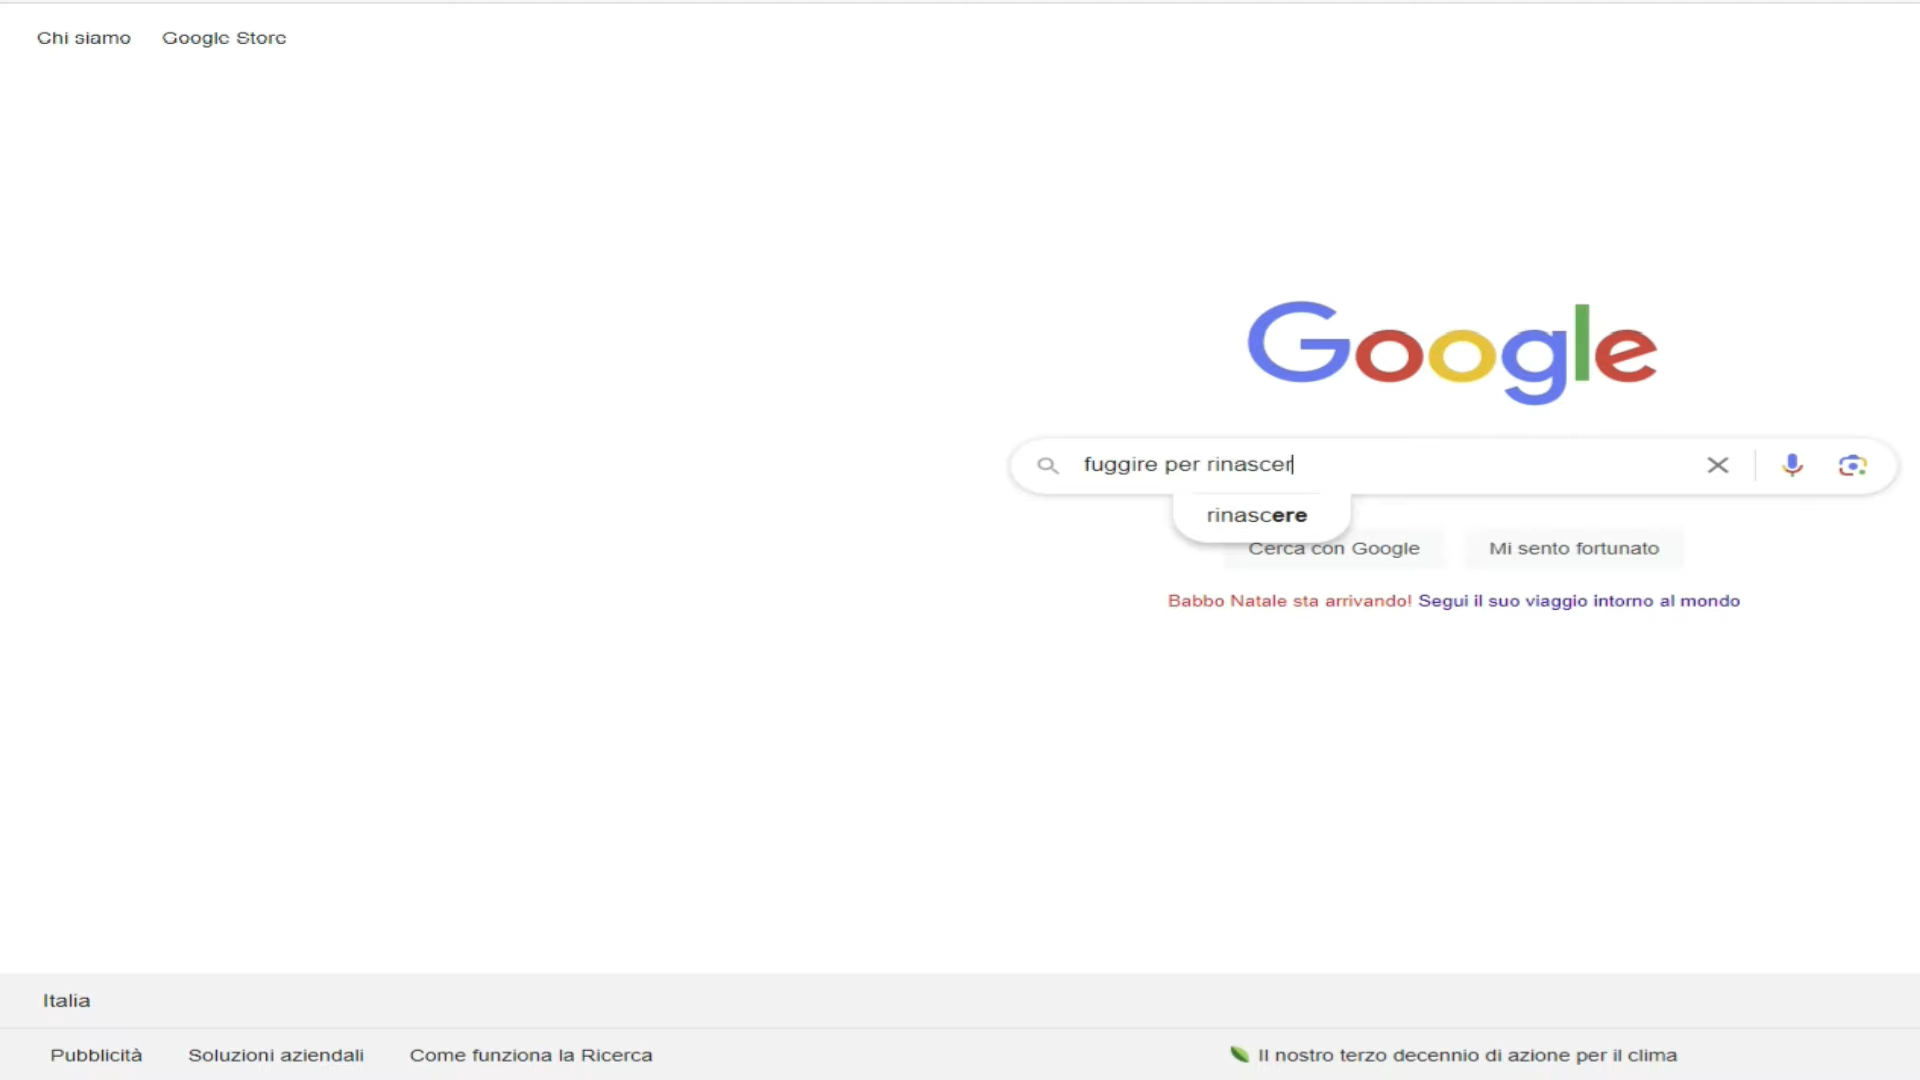 Chi siamo Google Store
Google
fuggire per rinascer
rinascere
Cerca con Google Mi sento fortunato
Babbo Natale sta arrivando! Segui il suo viaggio intorno al mondo
Italia
Pubblicità Soluzioni aziendali Come funziona la Ricerca Il nostro terzo decennio di azione per il clima